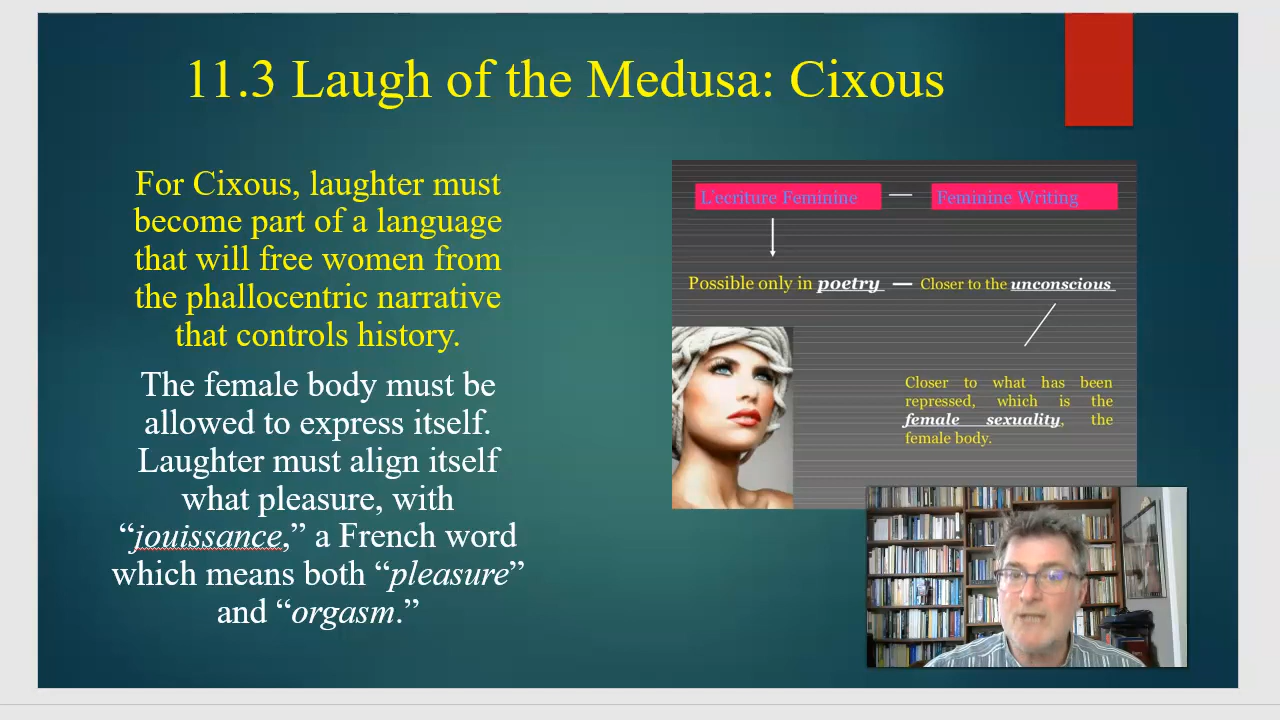 11.3 Laugh of the Medusa: Cixous
For Cixous, laughter must
become part of a language
that will free women from
the phallocentric narrative
that controls history.
The female body must be
allowed to express itself.
Laughter must align itself
what pleasure, with
“jouissance,” a French word
which means both “pleasure”
and “orgasm.”
L'ecriture Feminine — Feminine Writing
Possible only in poetry — Closer to the unconscious
Closer to what has been
repressed, which is the
female sexuality, the
female body.